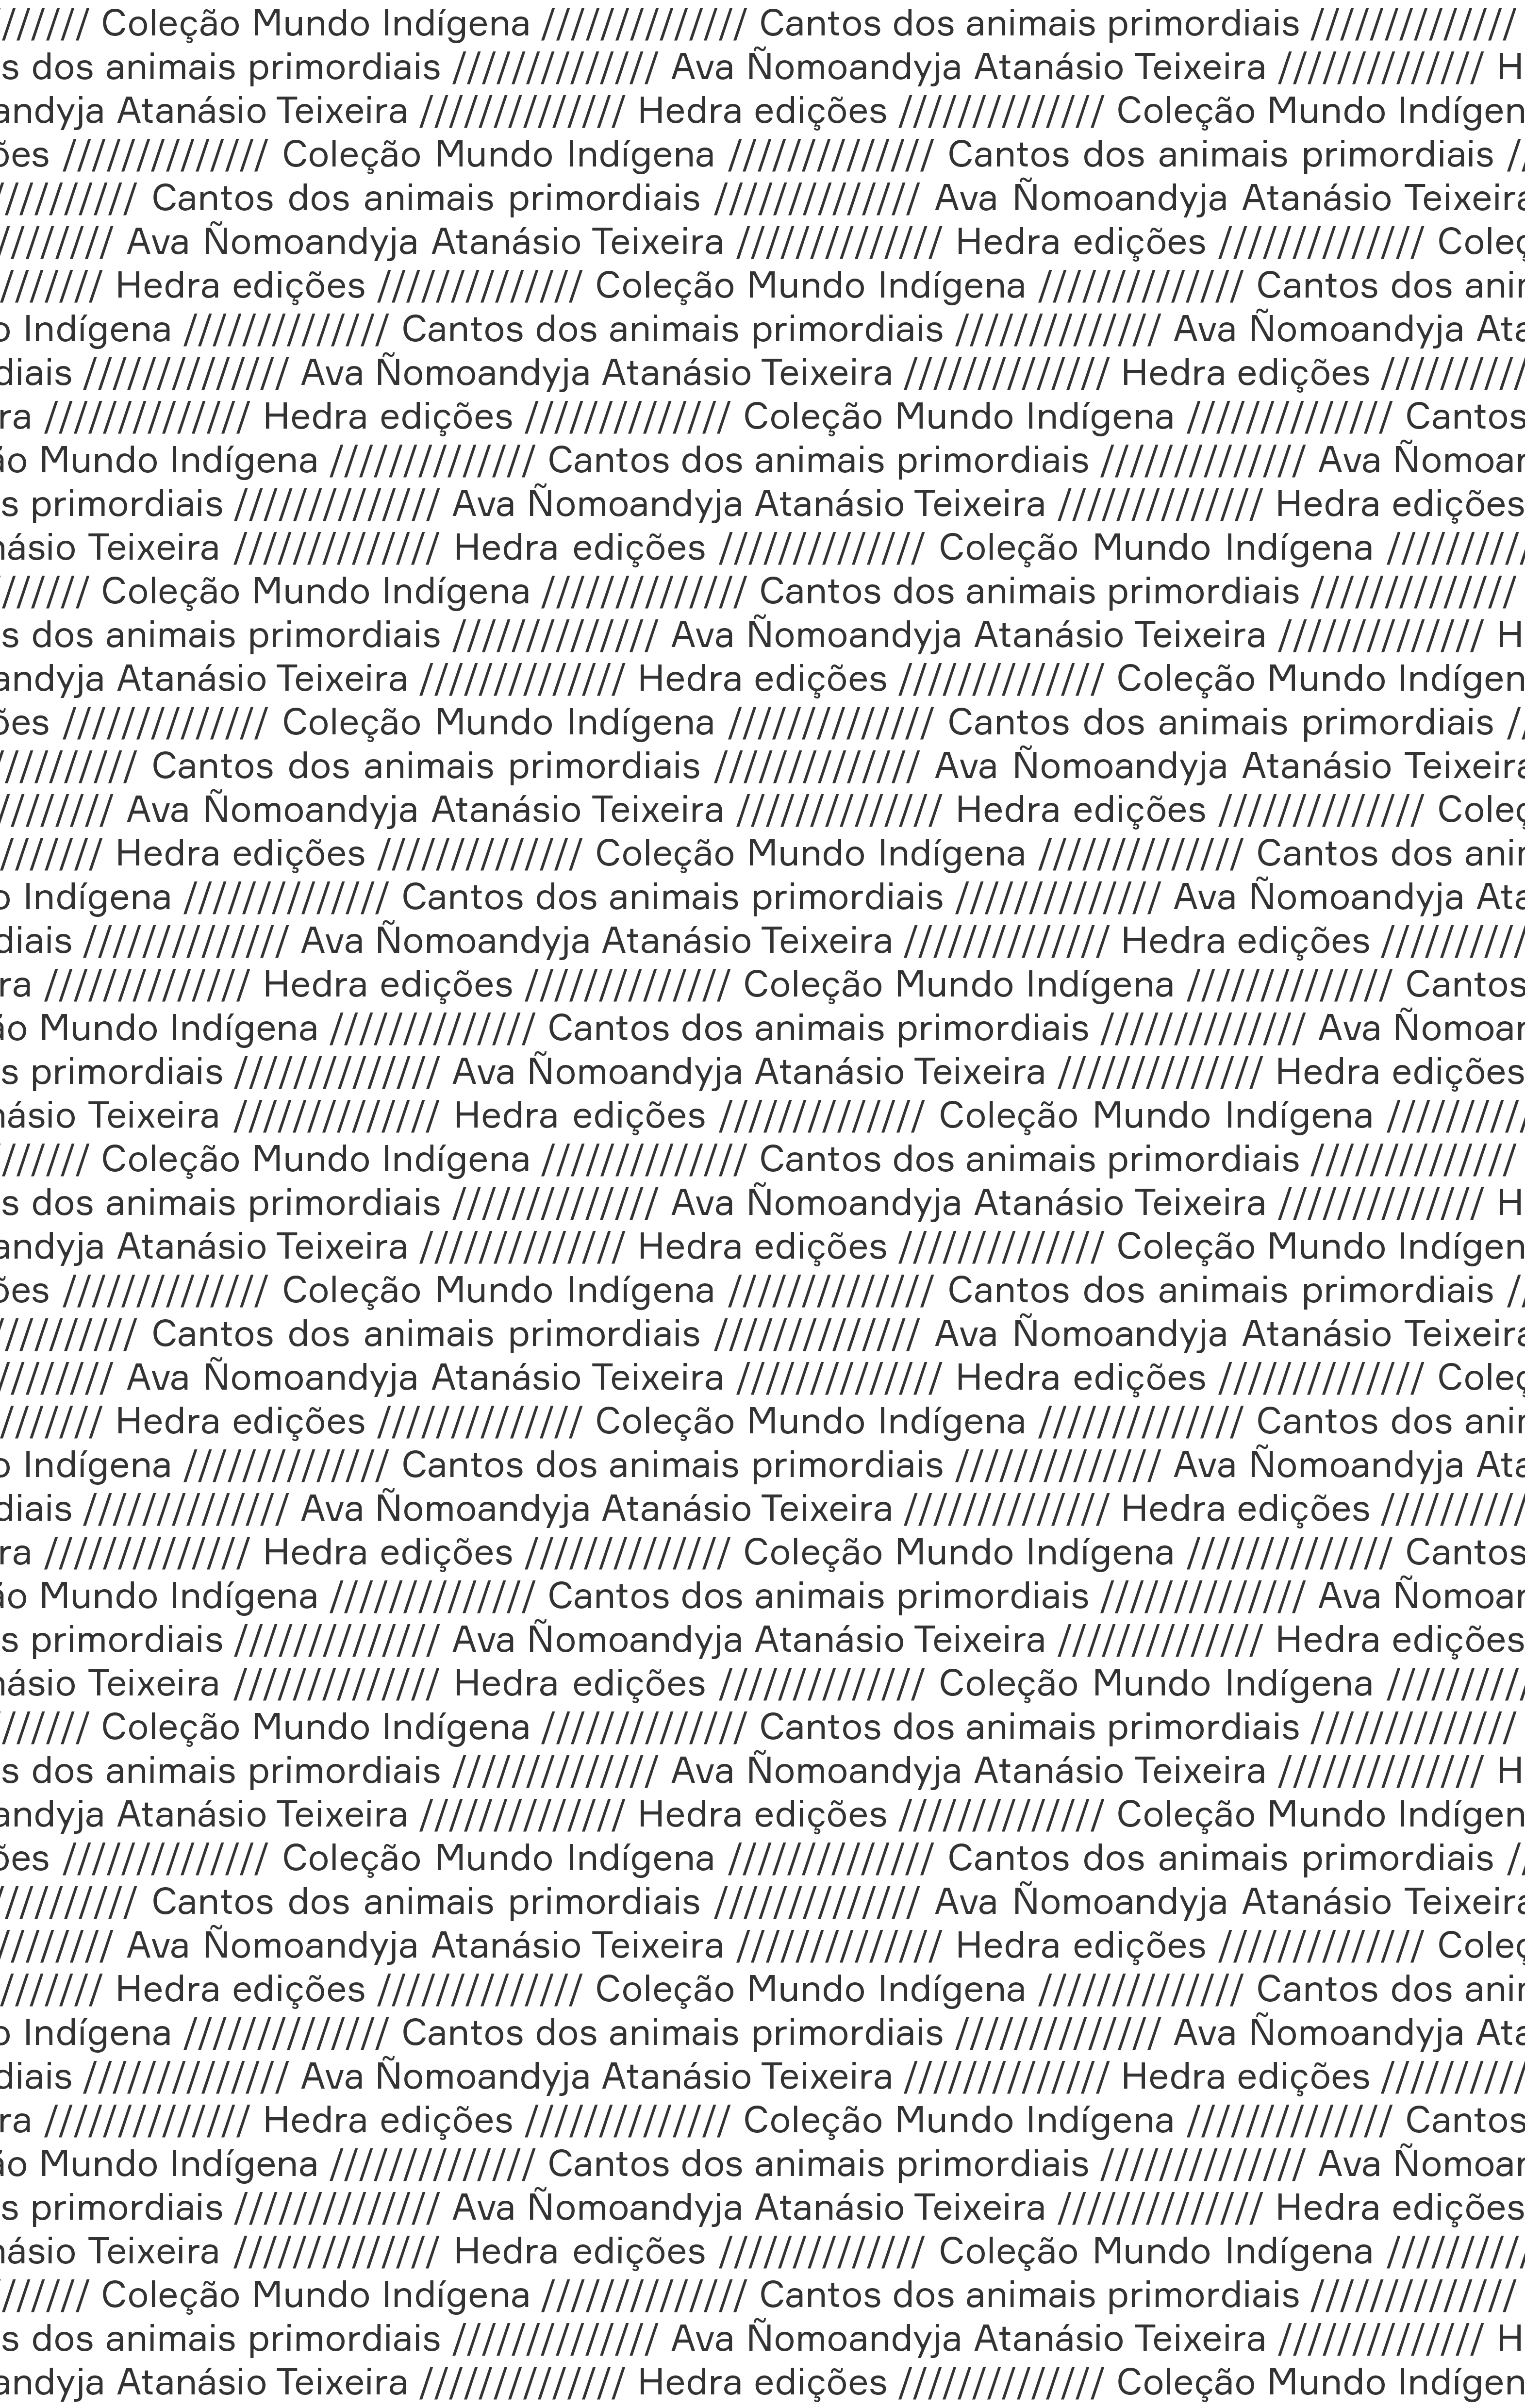 ////// Coleção Mundo Indígena ////////////// Cantos dos animais primordiais //////////////
s dos animais primordiais ////////////// Ava Ñomoandyja Atanásio Teixeira ////////////// H
andyja Atanásio Teixeira ////////////// Hedra edições ////////////// Coleção Mundo Indígen
ões ////////////// Coleção Mundo Indígena ////////////// Cantos dos animais primordiais //
////////// Cantos dos animais primordiais ////////////// Ava Ñomoandyja Atanásio Teixeira
//////// Ava Ñomoandyja Atanásio Teixeira ////////////// Hedra edições ////////////// Coleç
/////// Hedra edições ////////////// Coleção Mundo Indígena ////////////// Cantos dos anim
o Indígena ////////////// Cantos dos animais primordiais ////////////// Ava Ñomoandyja Ata
diais ////////////// Ava Ñomoandyja Atanásio Teixeira ////////////// Hedra edições //////////
ra ////////////// Hedra edições ////////////// Coleção Mundo Indígena ////////////// Cantos
ão Mundo Indígena ////////////// Cantos dos animais primordiais ////////////// Ava Ñomoan
s primordiais ////////////// Ava Ñomoandyja Atanásio Teixeira ////////////// Hedra edições
násio Teixeira ////////////// Hedra edições ////////////// Coleção Mundo Indígena //////////
////// Coleção Mundo Indígena ////////////// Cantos dos animais primordiais //////////////
s dos animais primordiais ////////////// Ava Ñomoandyja Atanásio Teixeira ////////////// H
andyja Atanásio Teixeira ////////////// Hedra edições ////////////// Coleção Mundo Indígen
ões ////////////// Coleção Mundo Indígena ////////////// Cantos dos animais primordiais //
////////// Cantos dos animais primordiais ////////////// Ava Ñomoandyja Atanásio Teixeira
//////// Ava Ñomoandyja Atanásio Teixeira ////////////// Hedra edições ////////////// Coleç
/////// Hedra edições ////////////// Coleção Mundo Indígena ////////////// Cantos dos anim
o Indígena ////////////// Cantos dos animais primordiais ////////////// Ava Ñomoandyja Ata
diais ////////////// Ava Ñomoandyja Atanásio Teixeira ////////////// Hedra edições //////////
ra ////////////// Hedra edições ////////////// Coleção Mundo Indígena ////////////// Cantos
ão Mundo Indígena ////////////// Cantos dos animais primordiais ////////////// Ava Ñomoan
s primordiais ////////////// Ava Ñomoandyja Atanásio Teixeira ////////////// Hedra edições
násio Teixeira ////////////// Hedra edições ////////////// Coleção Mundo Indígena //////////
////// Coleção Mundo Indígena ////////////// Cantos dos animais primordiais //////////////
s dos animais primordiais ////////////// Ava Ñomoandyja Atanásio Teixeira ////////////// H
andyja Atanásio Teixeira ////////////// Hedra edições ////////////// Coleção Mundo Indígen
ões ////////////// Coleção Mundo Indígena ////////////// Cantos dos animais primordiais //
////////// Cantos dos animais primordiais ////////////// Ava Ñomoandyja Atanásio Teixeira
//////// Ava Ñomoandyja Atanásio Teixeira ////////////// Hedra edições ////////////// Coleç
/////// Hedra edições ////////////// Coleção Mundo Indígena ////////////// Cantos dos anim
o Indígena ////////////// Cantos dos animais primordiais ////////////// Ava Ñomoandyja Ata
diais ////////////// Ava Ñomoandyja Atanásio Teixeira ////////////// Hedra edições //////////
ra ////////////// Hedra edições ////////////// Coleção Mundo Indígena ////////////// Cantos
ão Mundo Indígena ////////////// Cantos dos animais primordiais ////////////// Ava Ñomoan
s primordiais ////////////// Ava Ñomoandyja Atanásio Teixeira ////////////// Hedra edições
násio Teixeira ////////////// Hedra edições ////////////// Coleção Mundo Indígena //////////
////// Coleção Mundo Indígena ////////////// Cantos dos animais primordiais //////////////
s dos animais primordiais ////////////// Ava Ñomoandyja Atanásio Teixeira ////////////// H
andyja Atanásio Teixeira ////////////// Hedra edições ////////////// Coleção Mundo Indígen
ões ////////////// Coleção Mundo Indígena ////////////// Cantos dos animais primordiais //
////////// Cantos dos animais primordiais ////////////// Ava Ñomoandyja Atanásio Teixeira
//////// Ava Ñomoandyja Atanásio Teixeira ////////////// Hedra edições ////////////// Coleç
/////// Hedra edições ////////////// Coleção Mundo Indígena ////////////// Cantos dos anim
o Indígena ////////////// Cantos dos animais primordiais ////////////// Ava Ñomoandyja Ata
diais ////////////// Ava Ñomoandyja Atanásio Teixeira ////////////// Hedra edições //////////
ra ////////////// Hedra edições ////////////// Coleção Mundo Indígena ////////////// Cantos
ão Mundo Indígena ////////////// Cantos dos animais primordiais ////////////// Ava Ñomoan
s primordiais ////////////// Ava Ñomoandyja Atanásio Teixeira ////////////// Hedra edições
násio Teixeira ////////////// Hedra edições ////////////// Coleção Mundo Indígena //////////
////// Coleção Mundo Indígena ////////////// Cantos dos animais primordiais //////////////
s dos animais primordiais ////////////// Ava Ñomoandyja Atanásio Teixeira ////////////// H
andyja Atanásio Teixeira ////////////// Hedra edições ////////////// Coleção Mundo Indígen